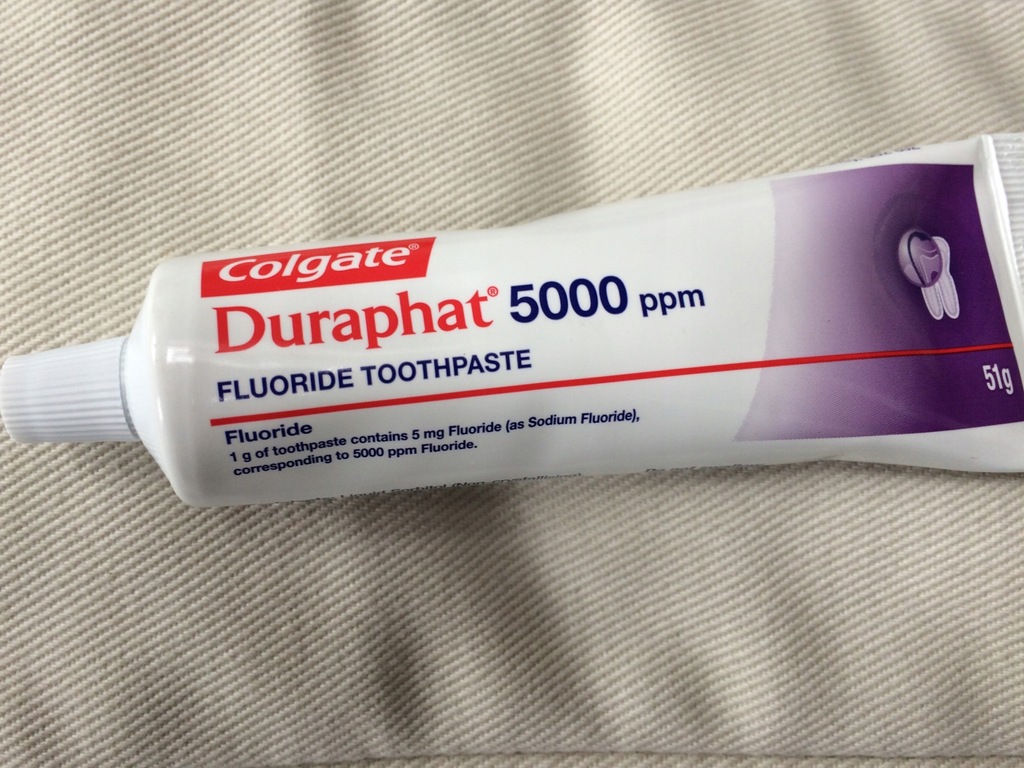 Colgate®
Duraphat® 5000 ppm
FLUORIDE TOOTHPASTE
51g
Fluoride
1 g of toothpaste contains 5 mg Fluoride (as Sodium Fluoride),
corresponding to 5000 ppm Fluoride.